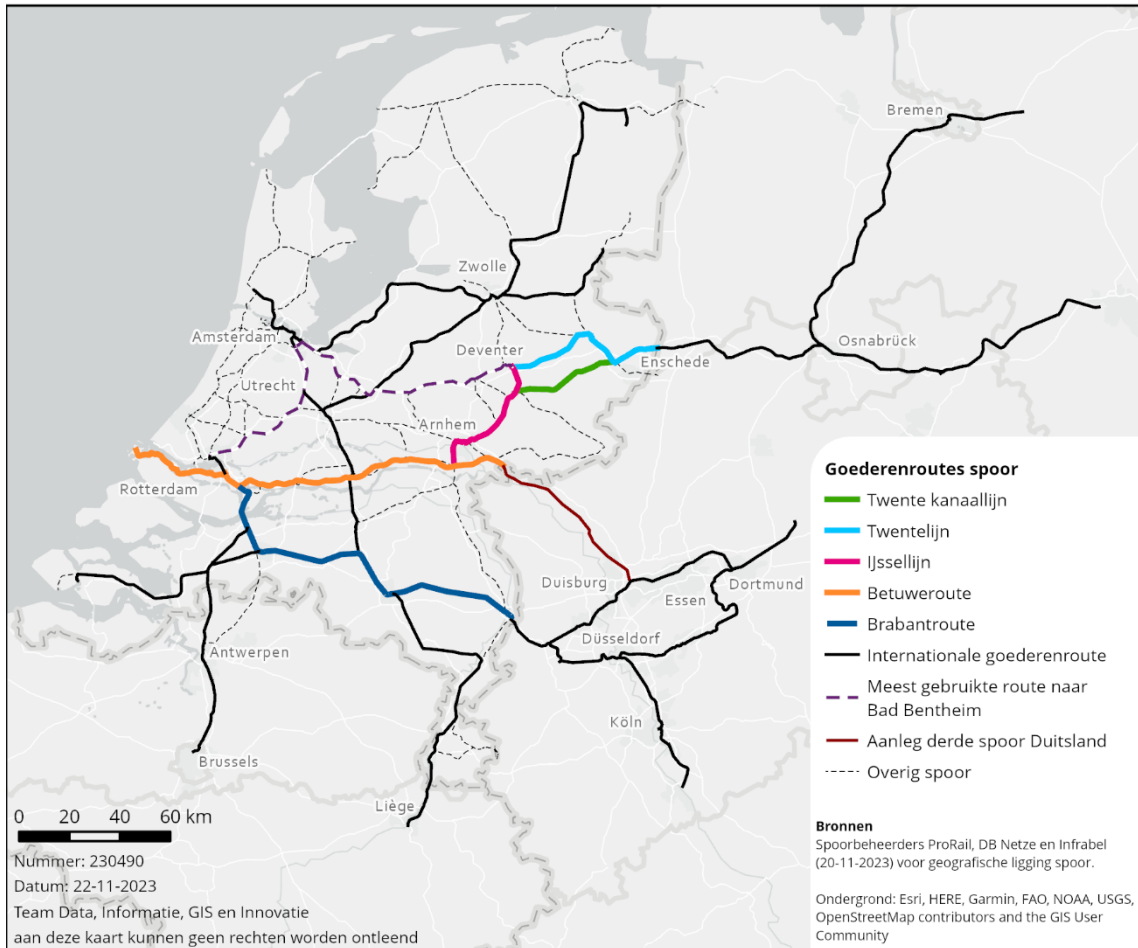 Bremen
Zwolle
Amsterdam
Osnabrück
Deventer
Enschede
Utrecht
Arnhem
Rotterdam
Duisburg
Dortmund
Essen
Düsseldorf
Antwerpen
Köln
Brussels
Liège
Goederenroutes spoor
Twente kanaallijn
Twentelijn
IJssellijn
Betuweroute
Brabantroute
Internationale goederenroute
Meest gebruikte route naar
Bad Bentheim
Aanleg derde spoor Duitsland
Overig spoor
0 20 40 60 km
Nummer: 230490
Datum: 22-11-2023
Team Data, Informatie, GIS en Innovatie
aan deze kaart kunnen geen rechten worden ontleend
Bronnen
Spoorbeheerders ProRail, DB Netze en Infrabel
(20-11-2023) voor geografische ligging spoor.
Ondergrond: Esri, HERE, Garmin, FAO, NOAA, USGS,
OpenStreetMap contributors and the GIS User
Community